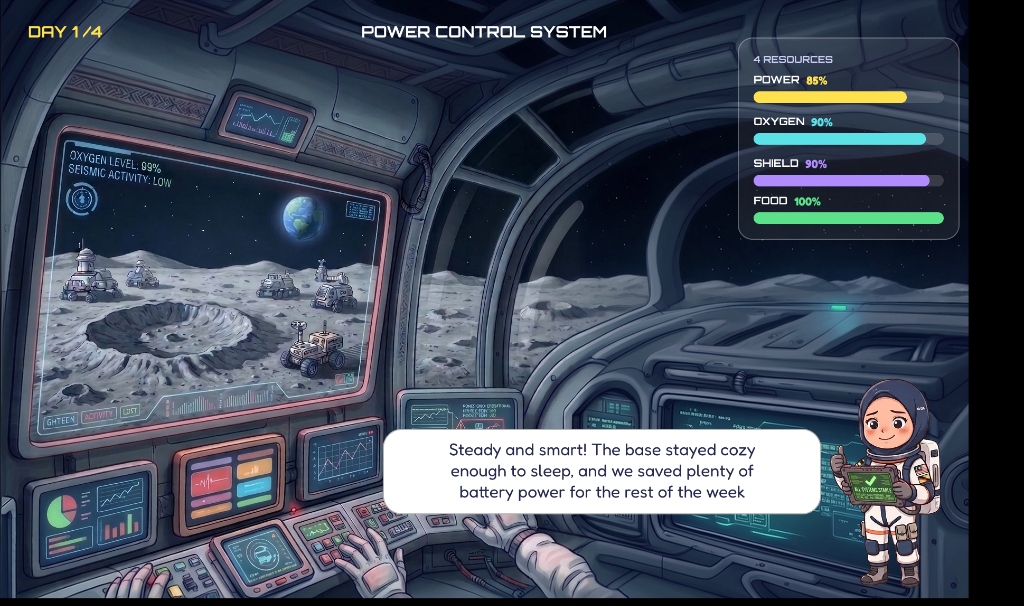 DAY 1/4
POWER CONTROL SYSTEM
4 RESOURCES
POWER 85%
OXYGEN 90%
SHIELD 90%
FOOD 100%
OXYGEN LEVEL: 99%
SEISMIC ACTIVITY: LOW
GHTEEN ACTIVITY
Steady and smart! The base stayed cozy
enough to sleep, and we saved plenty of
battery power for the rest of the week